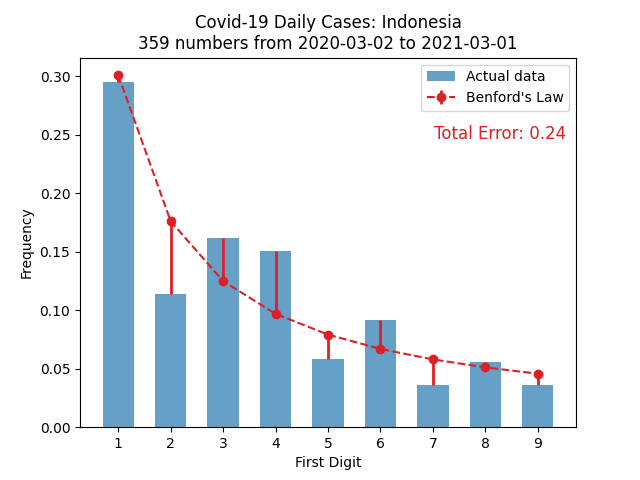 Covid-19 Daily Cases: Indonesia
359 numbers from 2020-03-02 to 2021-03-01
Actual data
Benford's Law
Total Error: 0.24
Frequency
0.30
0.25
0.20
0.15
0.10
0.05
0.00
1 2 3 4 5 6 7 8 9
First Digit